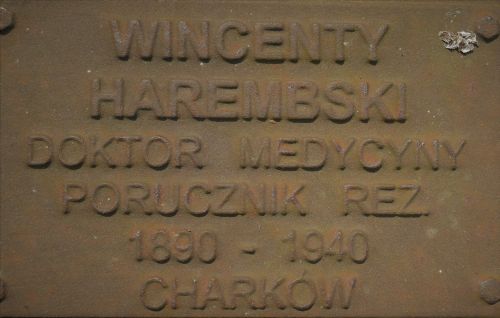 WINCENTY
HAREMBSKI
DOKTOR MEDYCYNY
PORUCZNIK REZ.
1890 - 1940
CHARKÓW